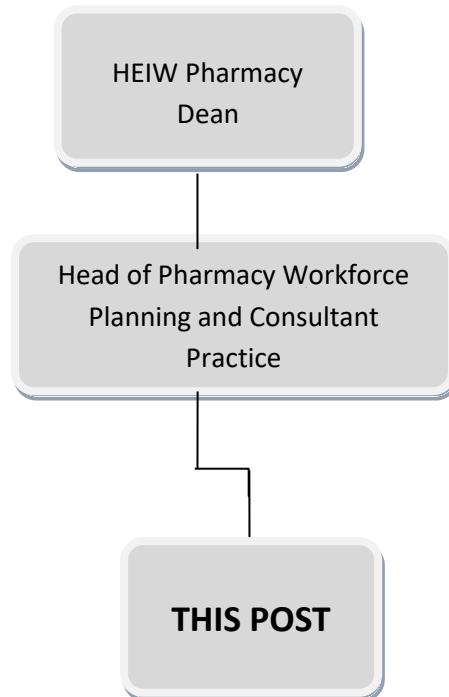 HEIW Pharmacy
Dean
Head of Pharmacy Workforce
Planning and Consultant
Practice
THIS POST